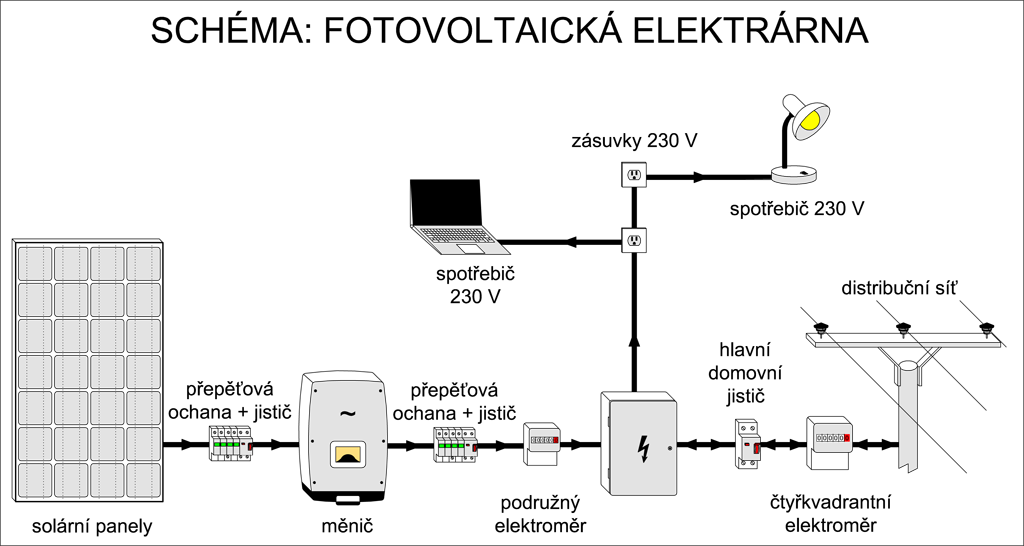 SCHÉMA: FOTOVOLTAICKÁ ELEKTRÁRNA
zásuvky 230 V
spotřebič 230 V
spotřebič
230 V
distribuční síť
přepěťová
ochana + jistič
přepěťová
ochana + jistič
hlavní
domovní
jistič
~
solární panely
měnič
podružný
elektroměr
čtyřkvadrantní
elektroměr